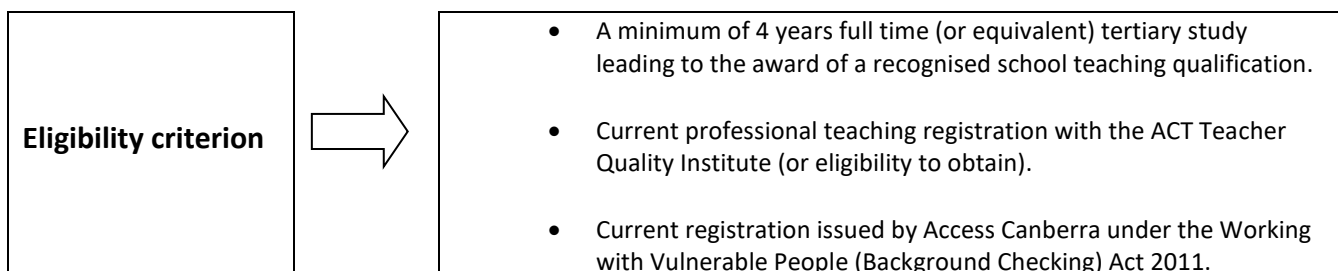 Eligibility criterion
• A minimum of 4 years full time (or equivalent) tertiary study
leading to the award of a recognised school teaching qualification.
• Current professional teaching registration with the ACT Teacher
Quality Institute (or eligibility to obtain).
• Current registration issued by Access Canberra under the Working
with Vulnerable People (Background Checking) Act 2011.